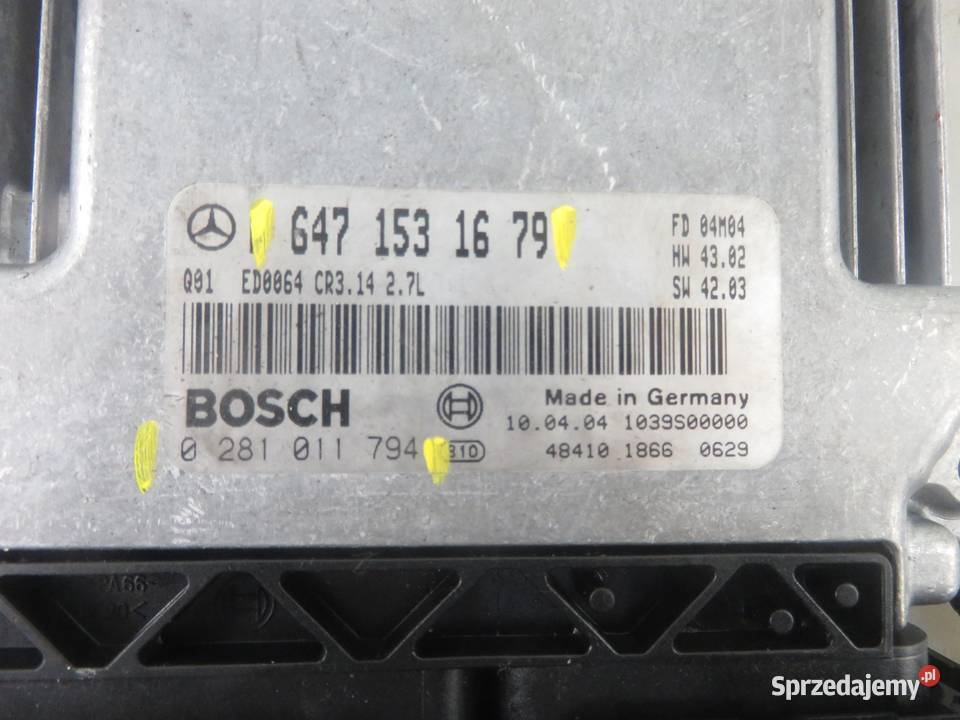 647 153 16 79
FD 04M04
HW 43.02
Q01 ED0064 CR3.14 2.7L
SW 42.03
BOSCH
Made in Germany
10.04.04 1039S00000
0 281 011 794 310
48410 1866 0629
Sprzedajemy.pl